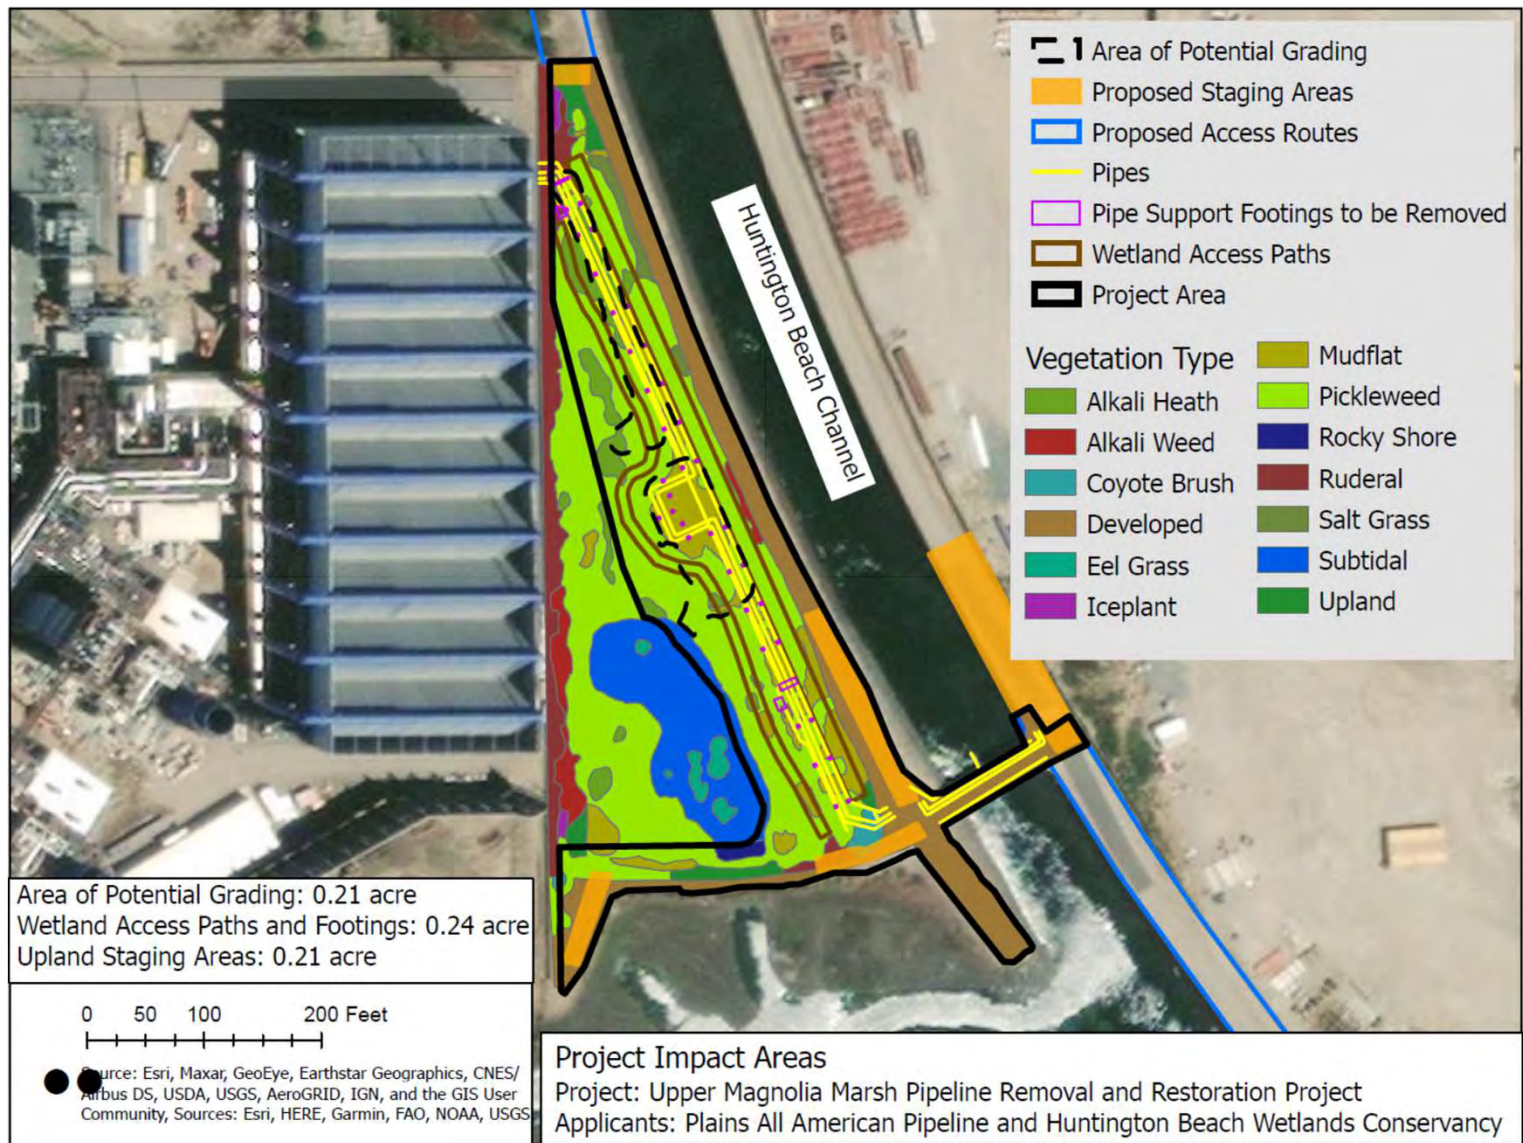 Area of Potential Grading
Proposed Staging Areas
Proposed Access Routes
Pipes
Pipe Support Footings to be Removed
Wetland Access Paths
Project Area
Vegetation Type
Alkali Heath
Alkali Weed
Coyote Brush
Developed
Eel Grass
Iceplant
Mudflat
Pickleweed
Rocky Shore
Ruderal
Salt Grass
Subtidal
Upland
Huntington Beach Channel
Area of Potential Grading: 0.21 acre
Wetland Access Paths and Footings: 0.24 acre
Upland Staging Areas: 0.21 acre
0 50 100 200 Feet
Source: Esri, Maxar, GeoEye, Earthstar Geographics, CNES/
Airbus DS, USDA, USGS, AeroGRID, IGN, and the GIS User
Community, Sources: Esri, HERE, Garmin, FAO, NOAA, USGS
Project Impact Areas
Project: Upper Magnolia Marsh Pipeline Removal and Restoration Project
Applicants: Plains All American Pipeline and Huntington Beach Wetlands Conservancy